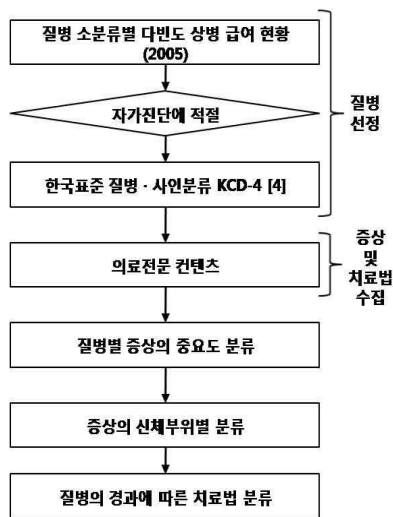 질병 소분류별 다빈도 상병 급여 현황
(2005)
자가진단에 적절
질병
선정
한국표준 질병 · 사인분류 KCD-4 [4]
의료전문 컨텐츠
증상
및
치료법
수집
질병별 증상의 중요도 분류
증상의 신체부위별 분류
질병의 경과에 따른 치료법 분류